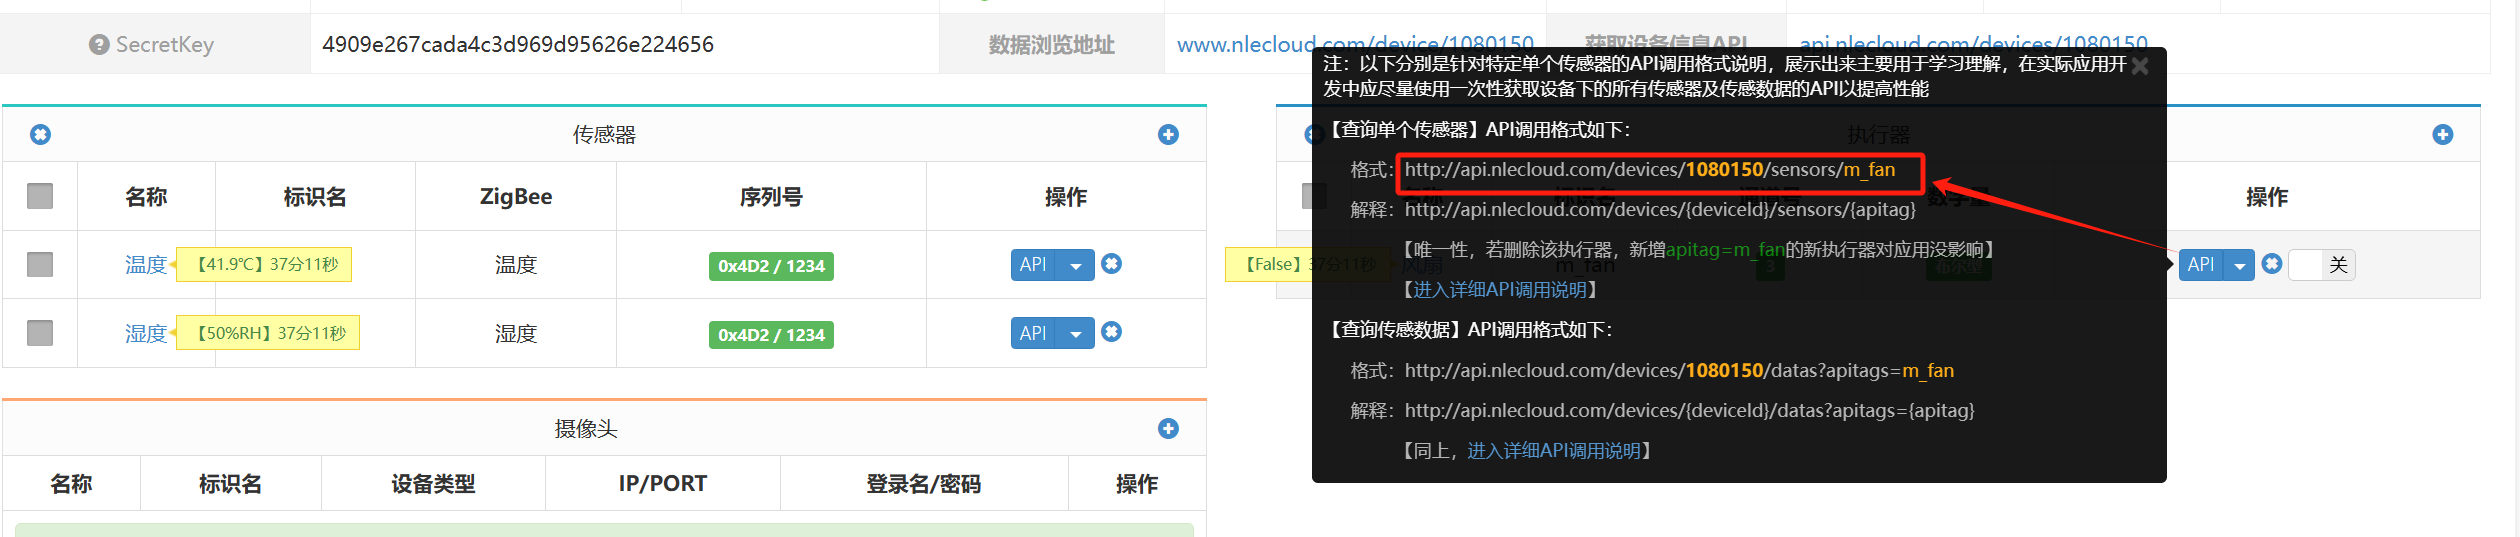 SecretKey 4909e267cada4c3d969d95626e224656 数据浏览地址 www.nlecloud.com/device/1080150 获取设备信息API api.nlecloud.com/devices/1080150
注：以下分别是针对特定单个传感器的API调用格式说明，展示出来主要用于学习理解，在实际应用开
发中应尽量使用一次性获取设备下的所有传感器及传感数据的API以提高性能
【查询单个传感器】API调用格式如下：
格式：http://api.nlecloud.com/devices/1080150/sensors/m_fan
解释：http://api.nlecloud.com/devices/{deviceId}/sensors/{apitag}
【唯一性，若删除该执行器，新增apitag=m_fan的新执行器对应用没影响】
【进入详细API调用说明】
【查询传感数据】API调用格式如下：
格式：http://api.nlecloud.com/devices/1080150/datas?apitags=m_fan
解释：http://api.nlecloud.com/devices/{deviceId}/datas?apitags={apitag}
【同上，进入详细API调用说明】
传感器
名称 标识名 ZigBee 序列号 操作
温度 【41.9℃】37分11秒 温度 0x4D2 / 1234 API
湿度 【50%RH】37分11秒 湿度 0x4D2 / 1234 API
执行器
名称 标识名 通道号 数字量 操作
【False】37分11秒 风扇 m_fan 3 布尔型 API 关
摄像头
名称 标识名 设备类型 IP/PORT 登录名/密码 操作